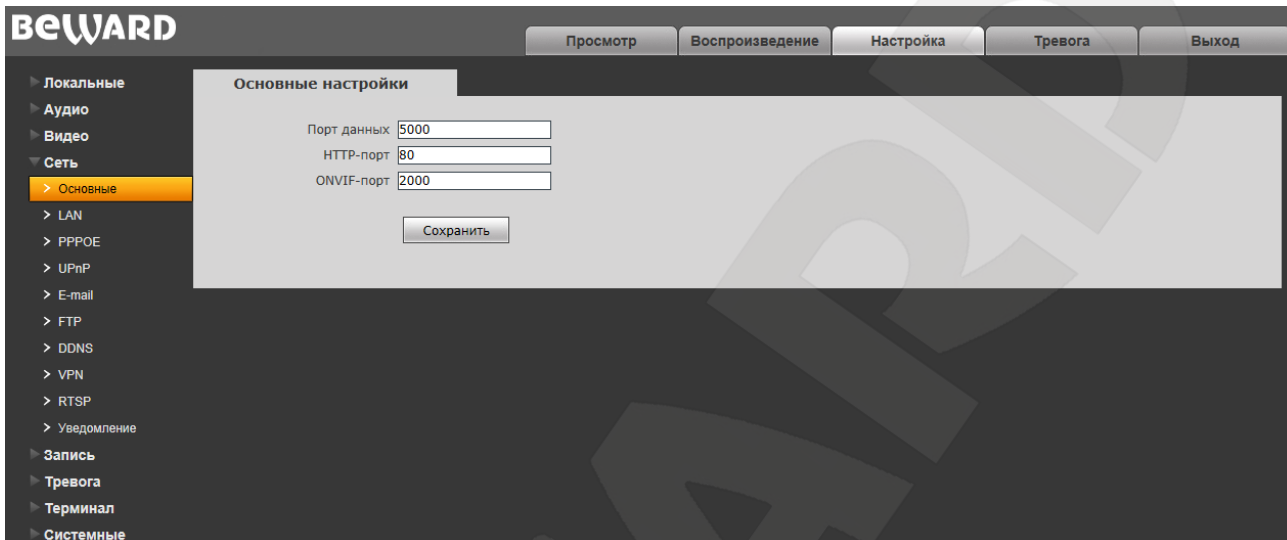 BEWARD
Просмотр Воспроизведение Настройка Тревога Выход
Локальные
Аудио
Видео
Сеть
Основные
LAN
PPPOE
UPnP
E-mail
FTP
DDNS
VPN
RTSP
Уведомление
Запись
Тревога
Терминал
Системные
Основные настройки
Порт данных 5000
HTTP-порт 80
ONVIF-порт 2000
Сохранить